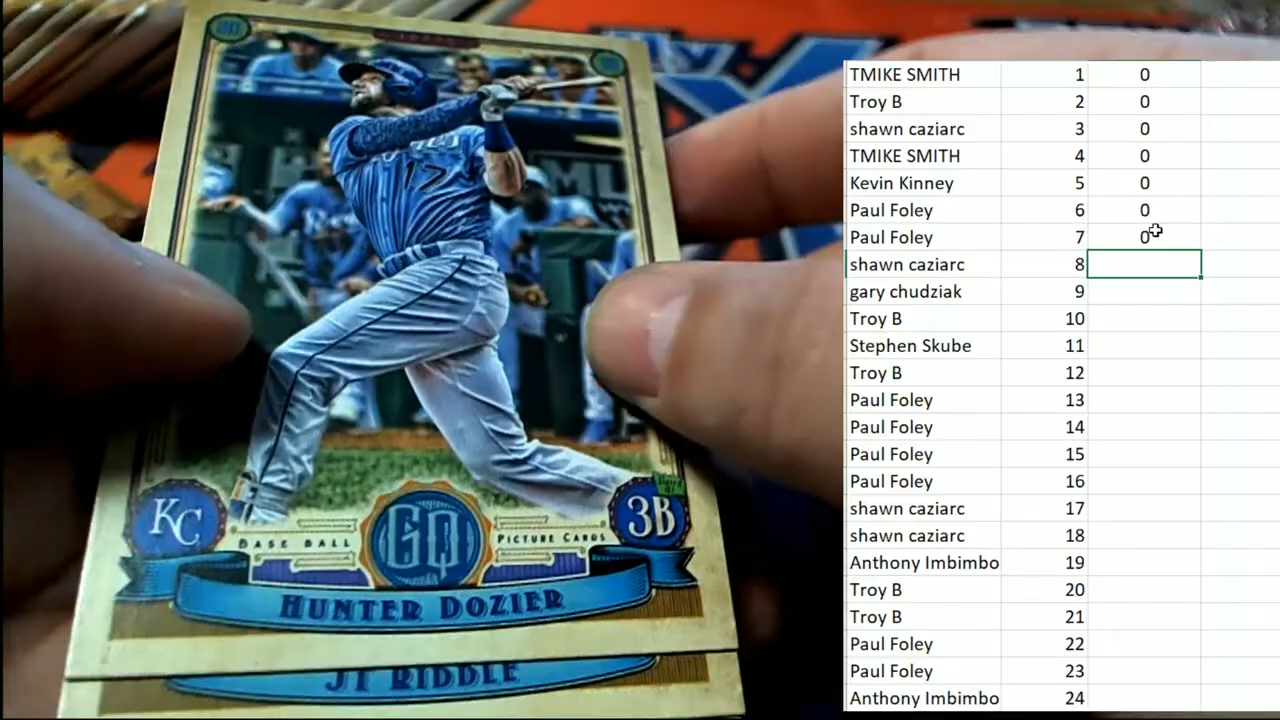 17
KC
3B
BASE BALL
GQ
PICTURE CARDS
HUNTER DOZIER
JT RIDDLE
TMIKE SMITH 1 0
Troy B 2 0
shawn caziarc 3 0
TMIKE SMITH 4 0
Kevin Kinney 5 0
Paul Foley 6 0
Paul Foley 7 0
shawn caziarc 8
gary chudziak 9
Troy B 10
Stephen Skube 11
Troy B 12
Paul Foley 13
Paul Foley 14
Paul Foley 15
Paul Foley 16
shawn caziarc 17
shawn caziarc 18
Anthony Imbimbo 19
Troy B 20
Troy B 21
Paul Foley 22
Paul Foley 23
Anthony Imbimbo 24